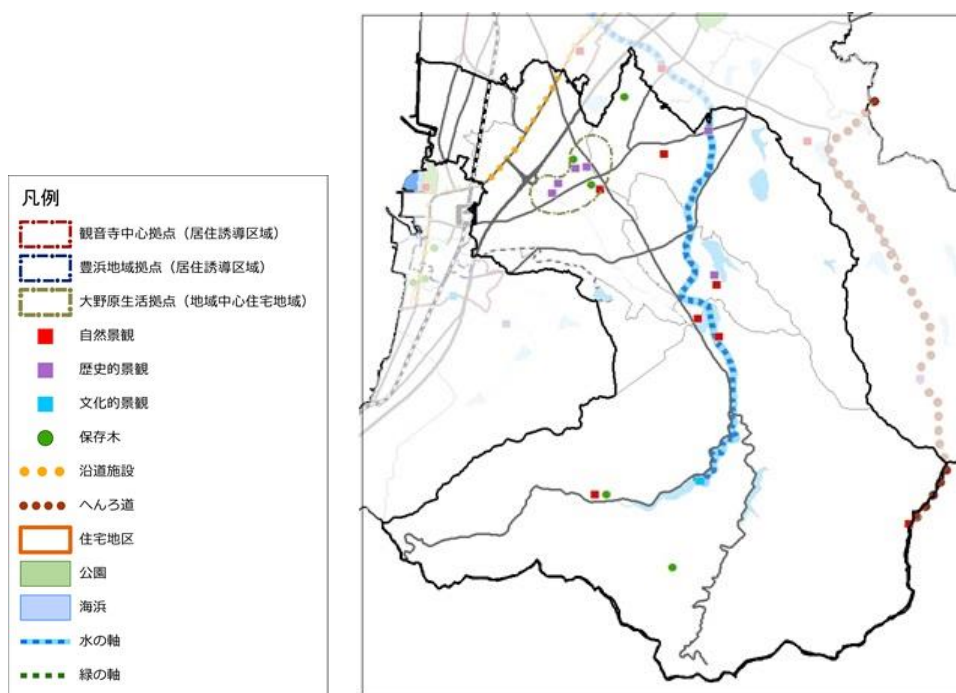 凡例
観音寺中心拠点（居住誘導区域）
豊浜地域拠点（居住誘導区域）
大野原生活拠点（地域中心住宅地域）
自然景観
歴史的景観
文化的景観
保存木
沿道施設
へんろ道
住宅地区
公園
海浜
水の軸
緑の軸